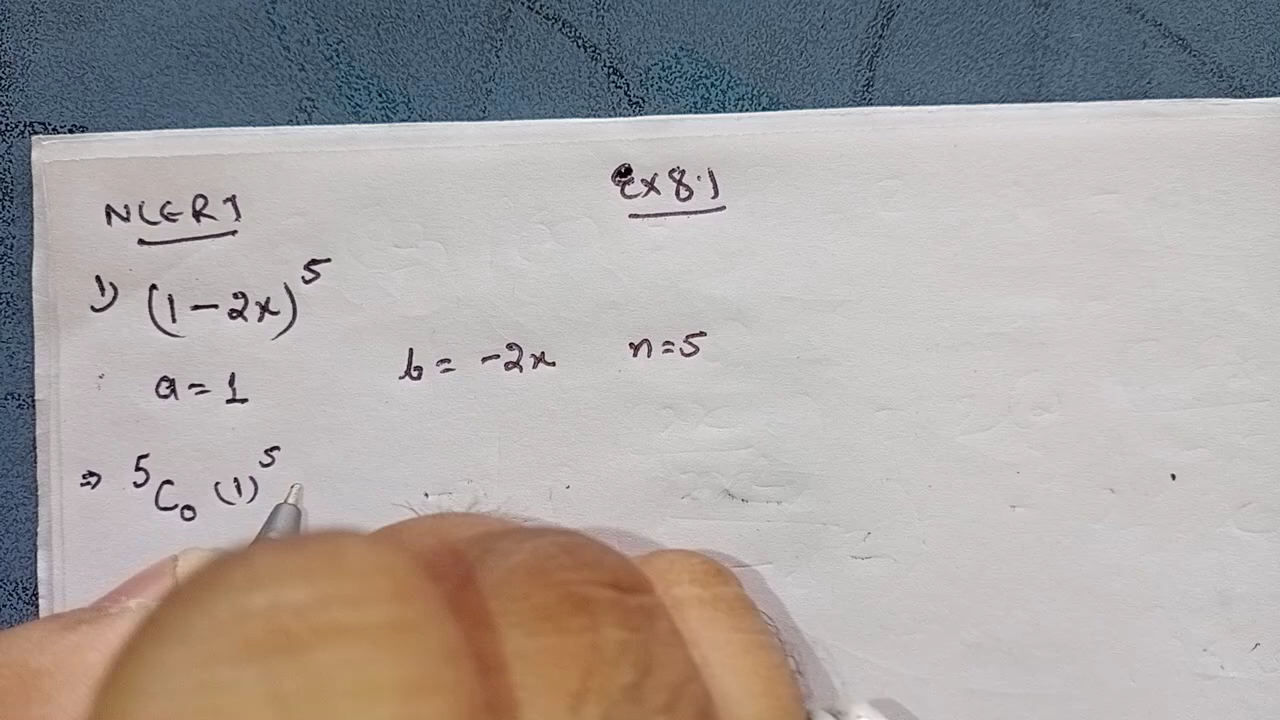 NCERT
Ex 8.1
1) (1-2x)⁵
a = 1 b = -2x n=5
⇒ ⁵C₀ (1)⁵